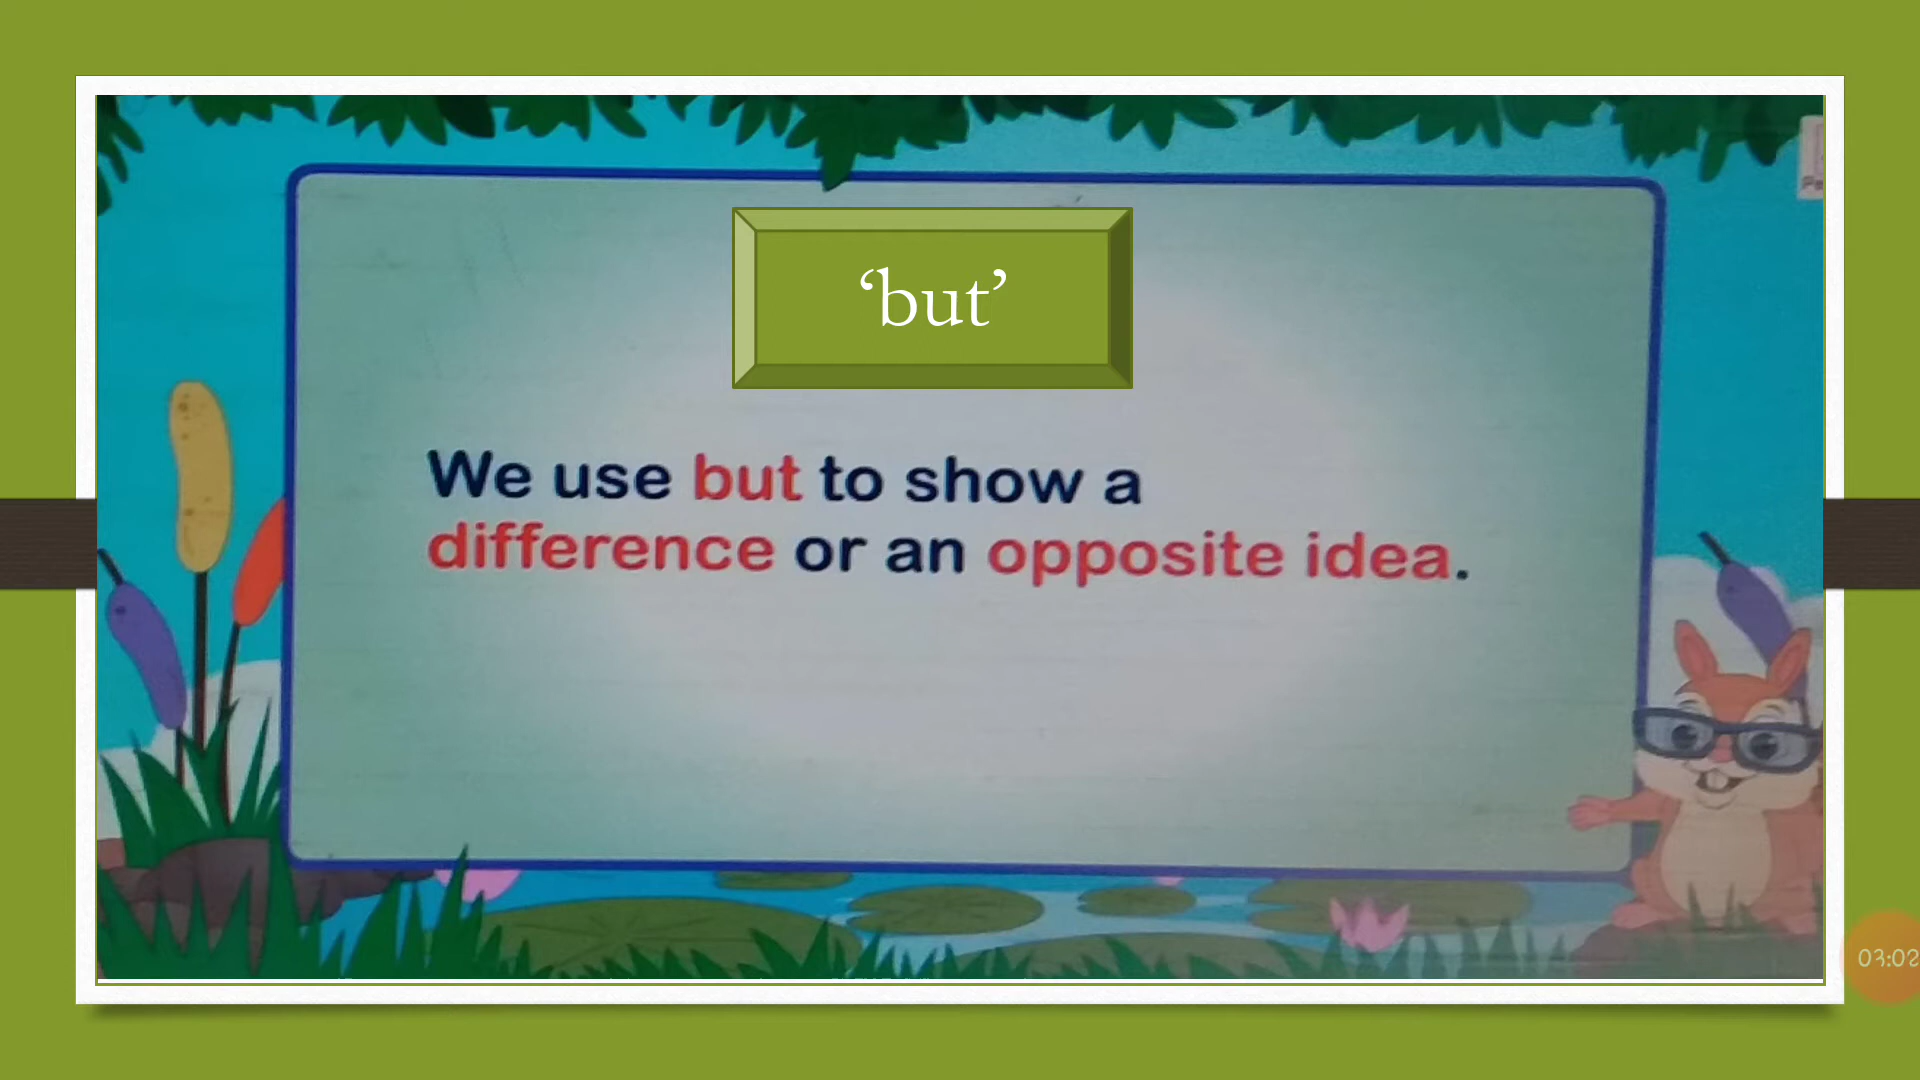 ‘but’
We use but to show a
difference or an opposite idea.
03:02